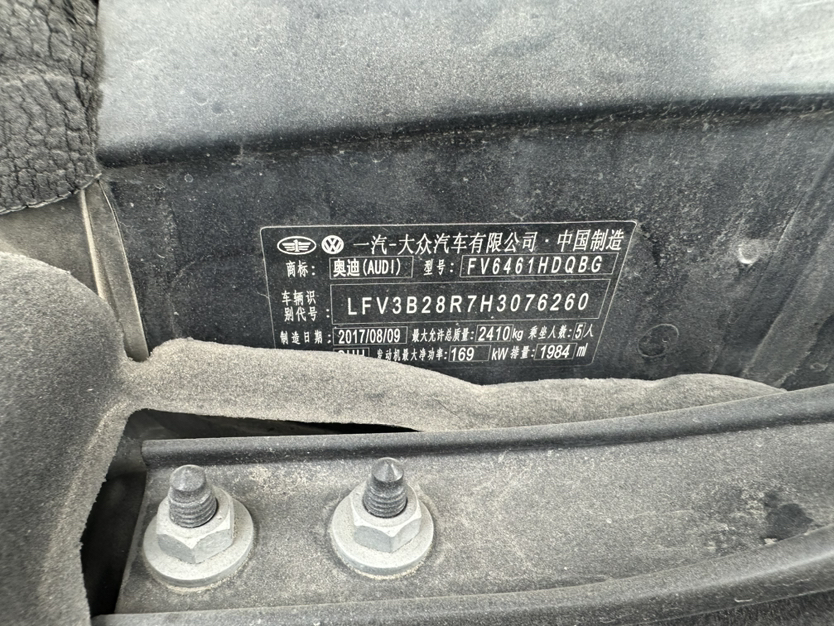 一汽-大众汽车有限公司·中国制造
商标: 奥迪(AUDI) 型号: FV6461HDQBG
车辆识
别代号: LFV3B28R7H3076260
制造日期: 2017/08/09 最大允许总质量: 2410 kg 乘坐人数: 5 人
发动机最大净功率: 169 kW 排量: 1984 ml